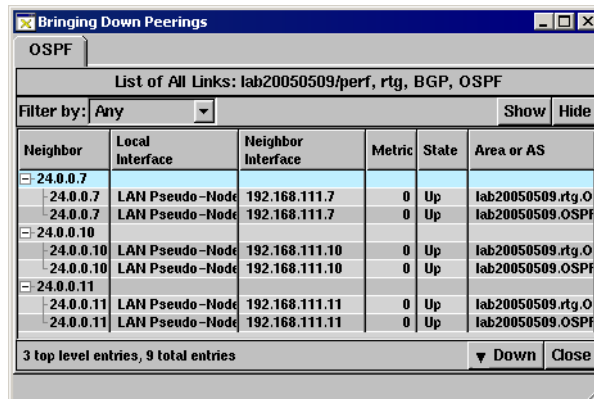 Bringing Down Peerings
OSPF
List of All Links: lab20050509/perf, rtg, BGP, OSPF
Filter by: Any Show Hide
Neighbor Local Interface Neighbor Interface Metric State Area or AS
24.0.0.7
24.0.0.7 LAN Pseudo-Node 192.168.111.7 0 Up lab20050509.rtg.O
24.0.0.7 LAN Pseudo-Node 192.168.111.7 0 Up lab20050509.OSPF
24.0.0.10
24.0.0.10 LAN Pseudo-Node 192.168.111.10 0 Up lab20050509.rtg.O
24.0.0.10 LAN Pseudo-Node 192.168.111.10 0 Up lab20050509.OSPF
24.0.0.11
24.0.0.11 LAN Pseudo-Node 192.168.111.11 0 Up lab20050509.rtg.O
24.0.0.11 LAN Pseudo-Node 192.168.111.11 0 Up lab20050509.OSPF
3 top level entries, 9 total entries Down Close